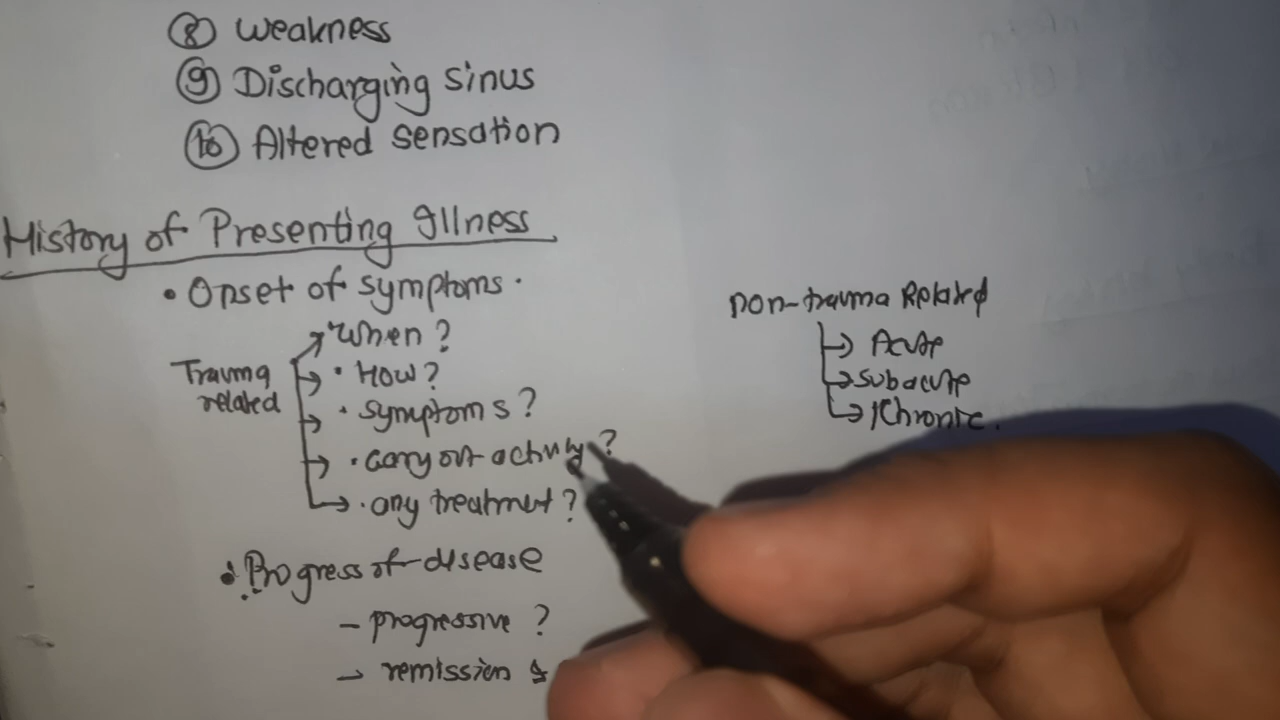 ⑧ Weakness
⑨ Discharging sinus
⑩ Altered sensation
History of Presenting Illness
• Onset of symptoms.
When?
Trauma related
• How?
• symptoms?
• carry out activity?
• any treatment?
• Progress of disease
- progressive?
→ remission &
non-trauma Related
→ Acute
→ subacute
→ Chronic.